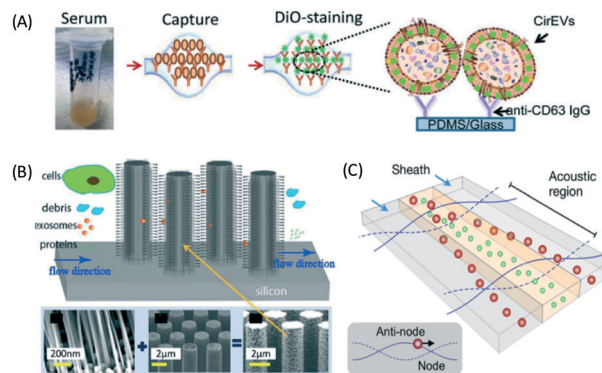 (A)
Serum
Capture
DiO-staining
CirEVs
anti-CD63 IgG
PDMS/Glass
(B)
cells
debris
exosomes
proteins
flow direction
flow direction
silicon
200nm
+
2μm
=
2μm
(C)
Sheath
Acoustic
region
Anti-node
Node